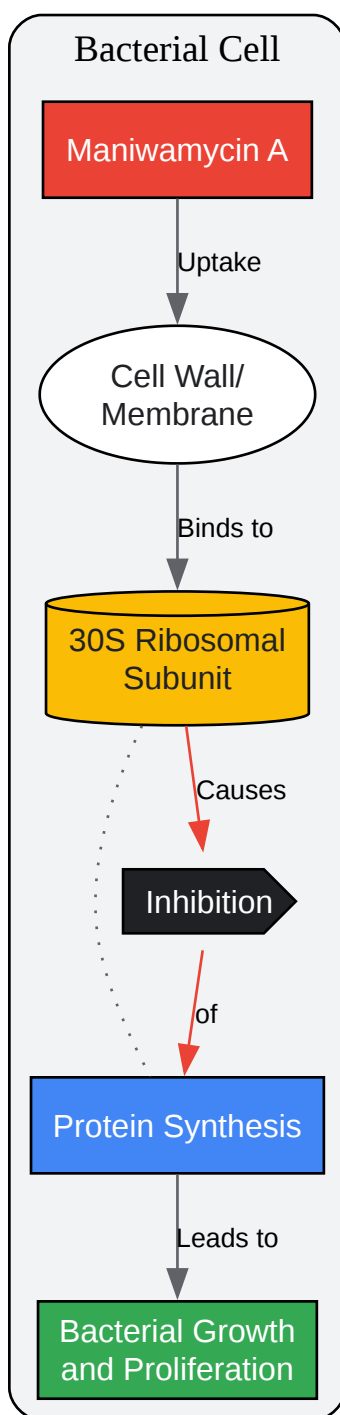 Bacterial Cell
Maniwamycin A
Uptake
Cell Wall/
Membrane
Binds to
30S Ribosomal
Subunit
Causes
Inhibition
of
Protein Synthesis
Leads to
Bacterial Growth
and Proliferation